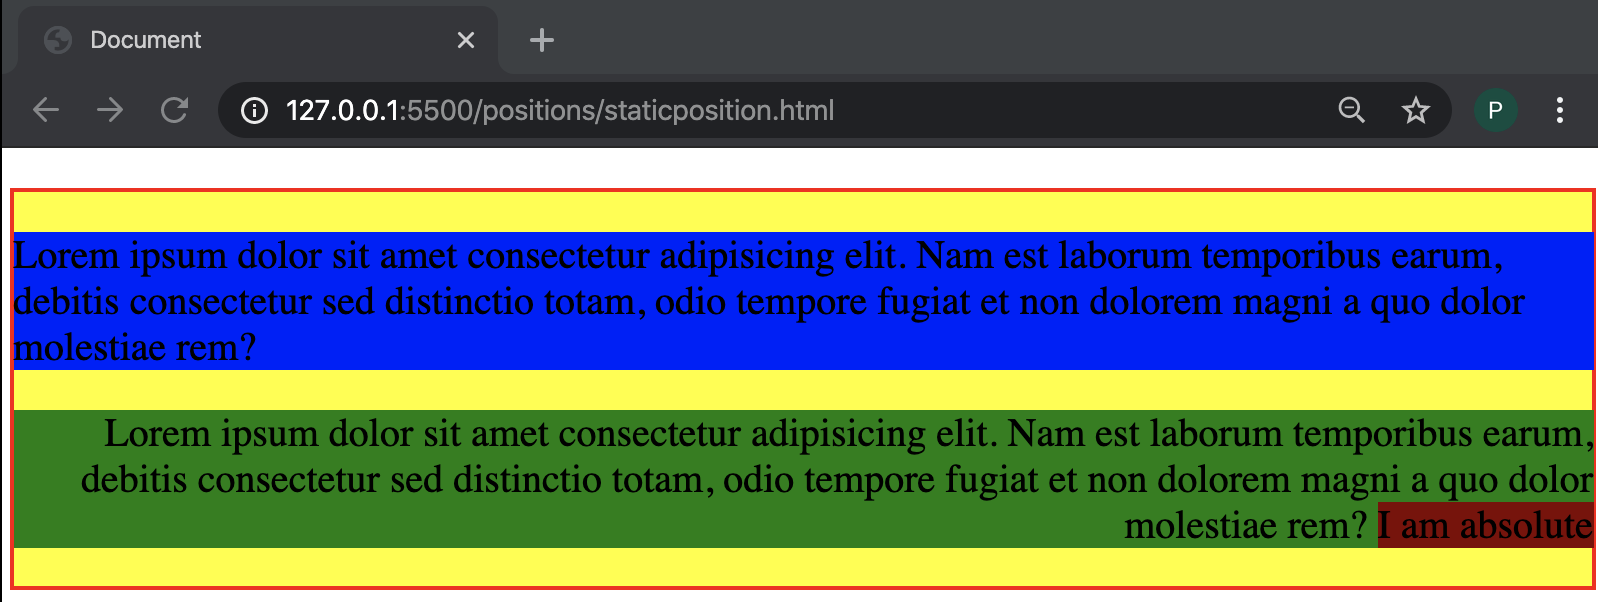 Document
127.0.0.1:5500/positions/staticposition.html
P
Lorem ipsum dolor sit amet consectetur adipisicing elit. Nam est laborum temporibus earum,
debitis consectetur sed distinctio totam, odio tempore fugiat et non dolorem magni a quo dolor
molestiae rem?
Lorem ipsum dolor sit amet consectetur adipisicing elit. Nam est laborum temporibus earum,
debitis consectetur sed distinctio totam, odio tempore fugiat et non dolorem magni a quo dolor
molestiae rem? I am absolute